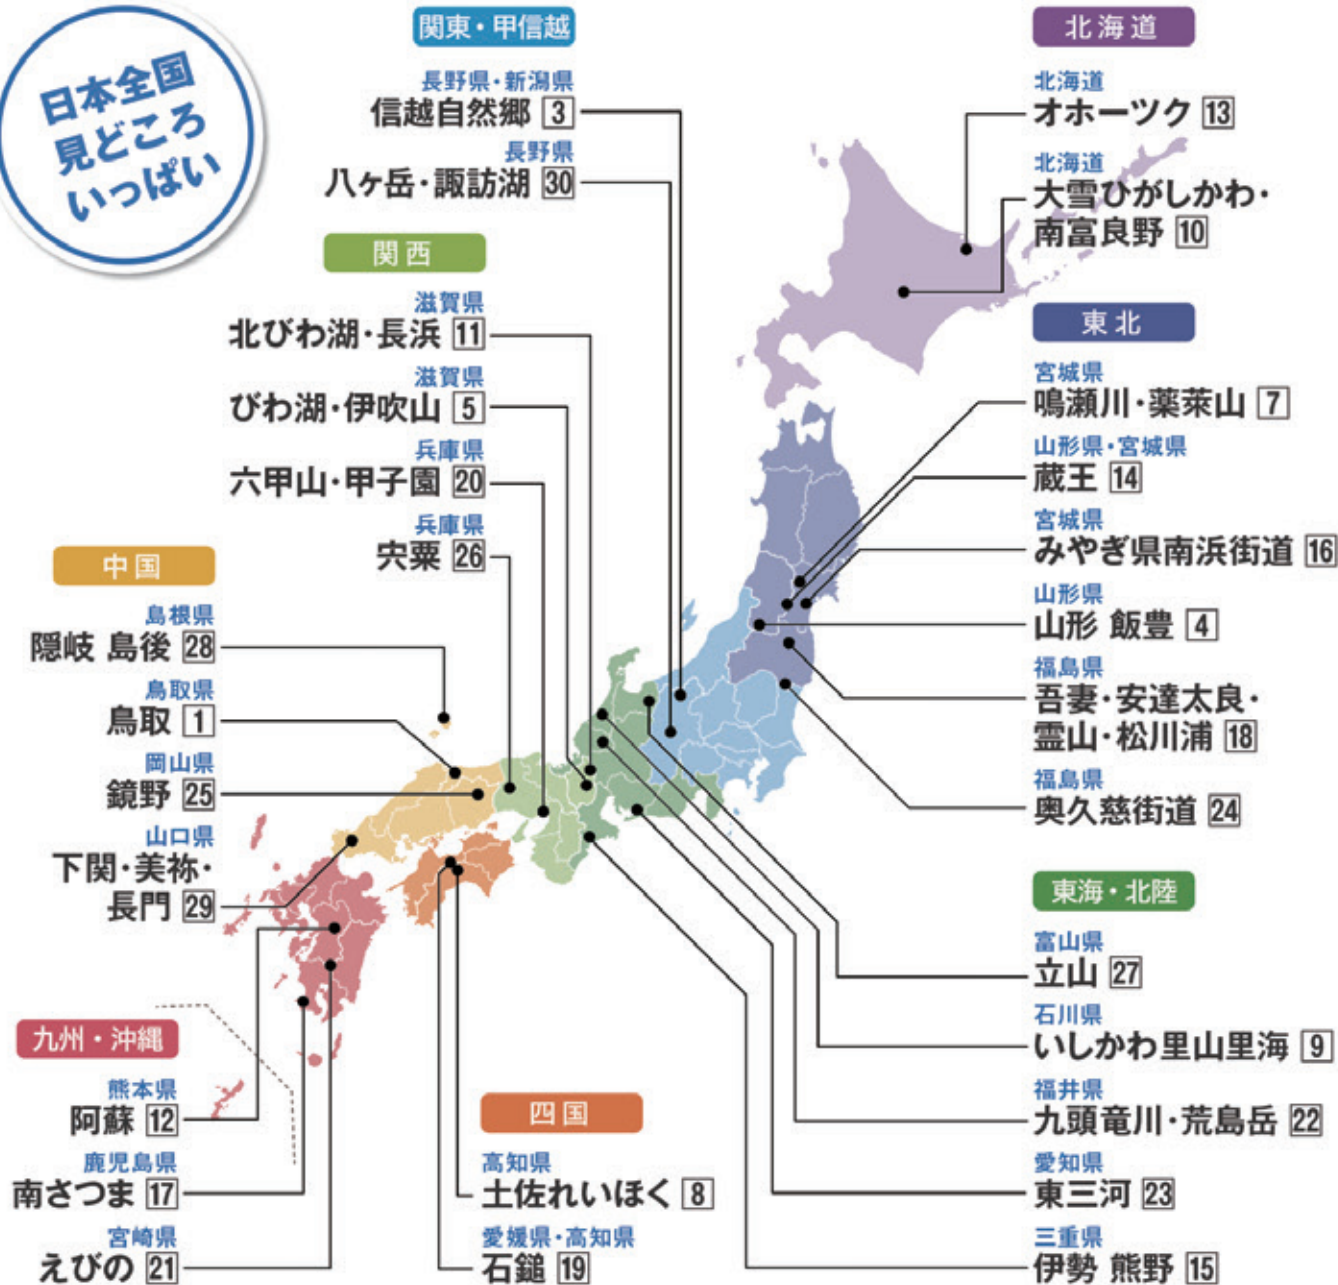 日本全国
見どころ
いっぱい
関東・甲信越
長野県・新潟県
信越自然郷 3
長野県
八ヶ岳・諏訪湖 30
関西
滋賀県
北びわ湖・長浜 11
滋賀県
びわ湖・伊吹山 5
兵庫県
六甲山・甲子園 20
兵庫県
宍粟 26
中国
島根県
隠岐 島後 28
鳥取県
鳥取 1
岡山県
鏡野 25
山口県
下関・美祢・
長門 29
九州・沖縄
熊本県
阿蘇 12
鹿児島県
南さつま 17
宮崎県
えびの 21
四国
高知県
土佐れいほく 8
愛媛県・高知県
石鎚 19
北海道
北海道
オホーツク 13
北海道
大雪ひがしかわ・
南富良野 10
東北
宮城県
鳴瀬川・薬莱山 7
山形県・宮城県
蔵王 14
宮城県
みやぎ県南浜街道 16
山形県
山形 飯豊 4
福島県
吾妻・安達太良・
霊山・松川浦 18
福島県
奥久慈街道 24
東海・北陸
富山県
立山 27
石川県
いしかわ里山里海 9
福井県
九頭竜川・荒島岳 22
愛知県
東三河 23
三重県
伊勢 熊野 15